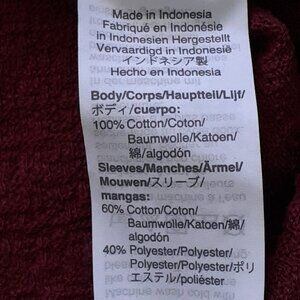 Made in Indonesia
Fabriqué en Indonésie
in Indonesien Hergestellt
Vervaardigd in Indonesië
インドネシア製
Hecho en Indonesia
Body/Corps/Hauptteil/Lijf/
ボディ/cuerpo:
100% Cotton/Coton/
Baumwolle/Katoen/
綿/algodón
Sleeves/Manches/Ärmel/
Mouwen/スリーブ/
mangas:
60% Cotton/Coton/
Baumwolle/Katoen/綿/
algodón
40% Polyester/Polyester/
Polyester/Polyester/ポリ
エステル/poliéster